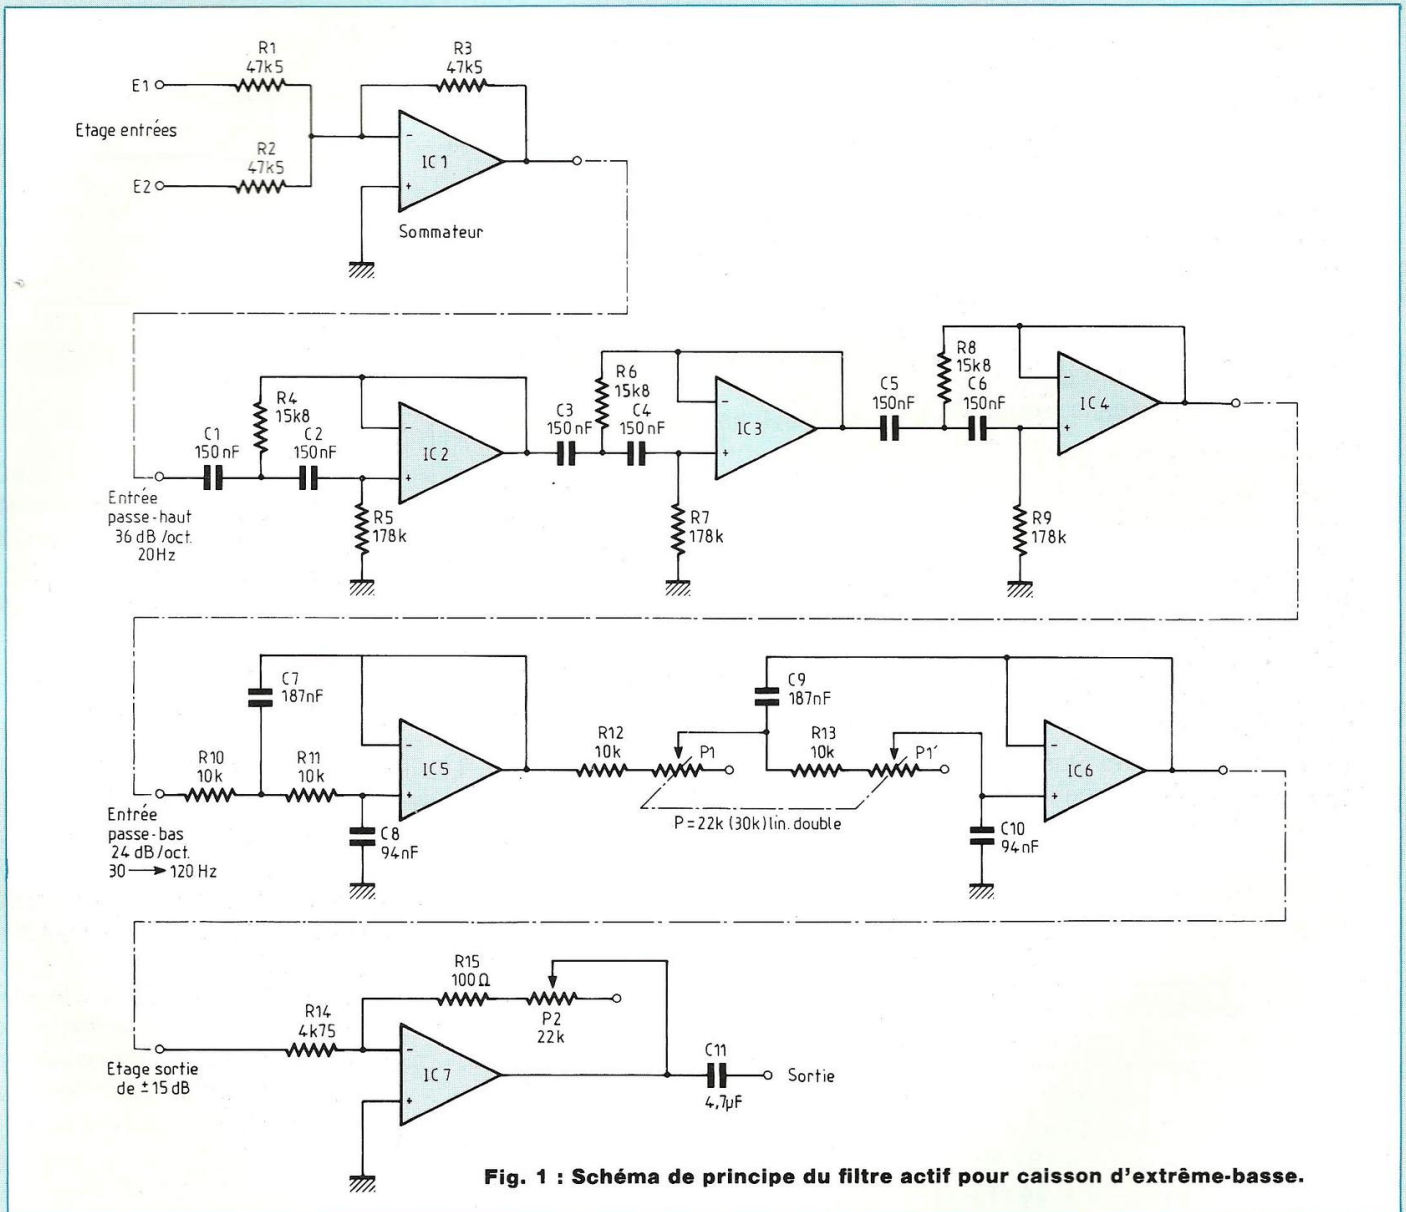 R1
47k5
R3
47k5
E1
Etage entrées
R2
47k5
E2
-
+
IC1
Sommateur
R4
15k8
C1
150nF
C2
150nF
-
+
IC2
R5
178k
Entrée
passe-haut
36 dB/oct.
20Hz
R6
15k8
C3
150nF
C4
150nF
-
+
IC3
R7
178k
C5
150nF
R8
15k8
C6
150nF
-
+
IC4
R9
178k
C7
187nF
R10
10k
R11
10k
-
+
IC5
C8
94nF
Entrée
passe-bas
24 dB/oct.
30 → 120 Hz
R12
10k
P1
C9
187nF
R13
10k
P1'
P=22k (30k) lin. double
-
+
IC6
C10
94nF
R15
100Ω
P2
22k
R14
4k75
-
+
IC7
Etage sortie
de ±15dB
C11
4,7µF
Sortie
Fig. 1 : Schéma de principe du filtre actif pour caisson d'extrême-basse.